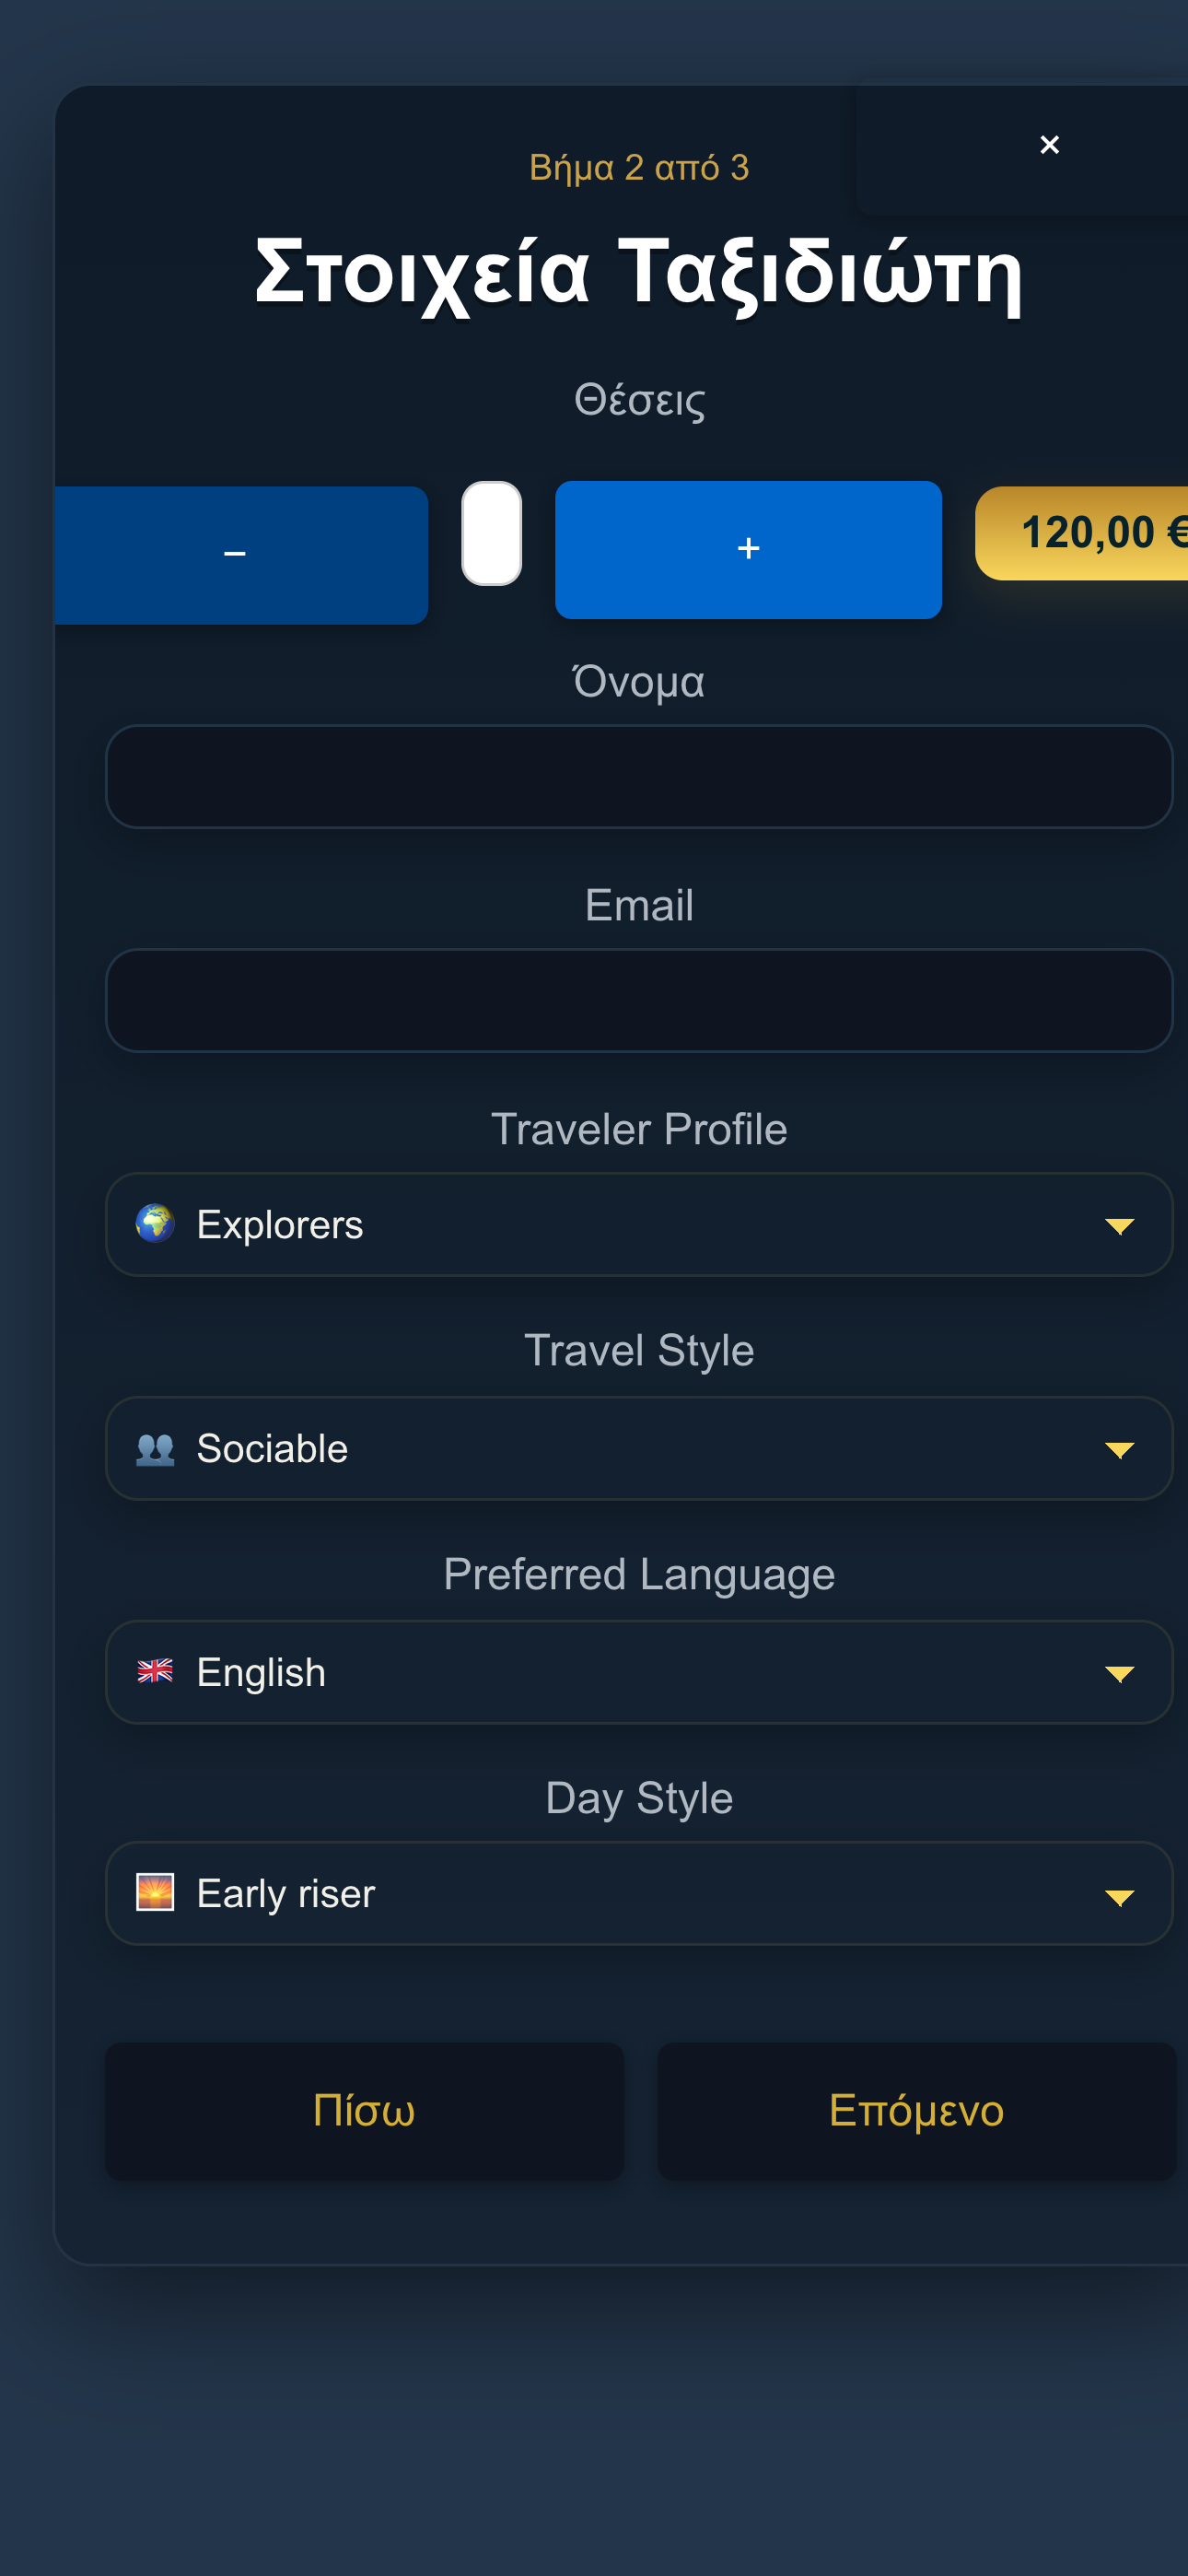 ×
Βήμα 2 από 3
Στοιχεία Ταξιδιώτη
Θέσεις
− + 120,00 €
Όνομα
Email
Traveler Profile
🌍 Explorers
Travel Style
👥 Sociable
Preferred Language
🇬🇧 English
Day Style
🌅 Early riser
Πίσω Επόμενο